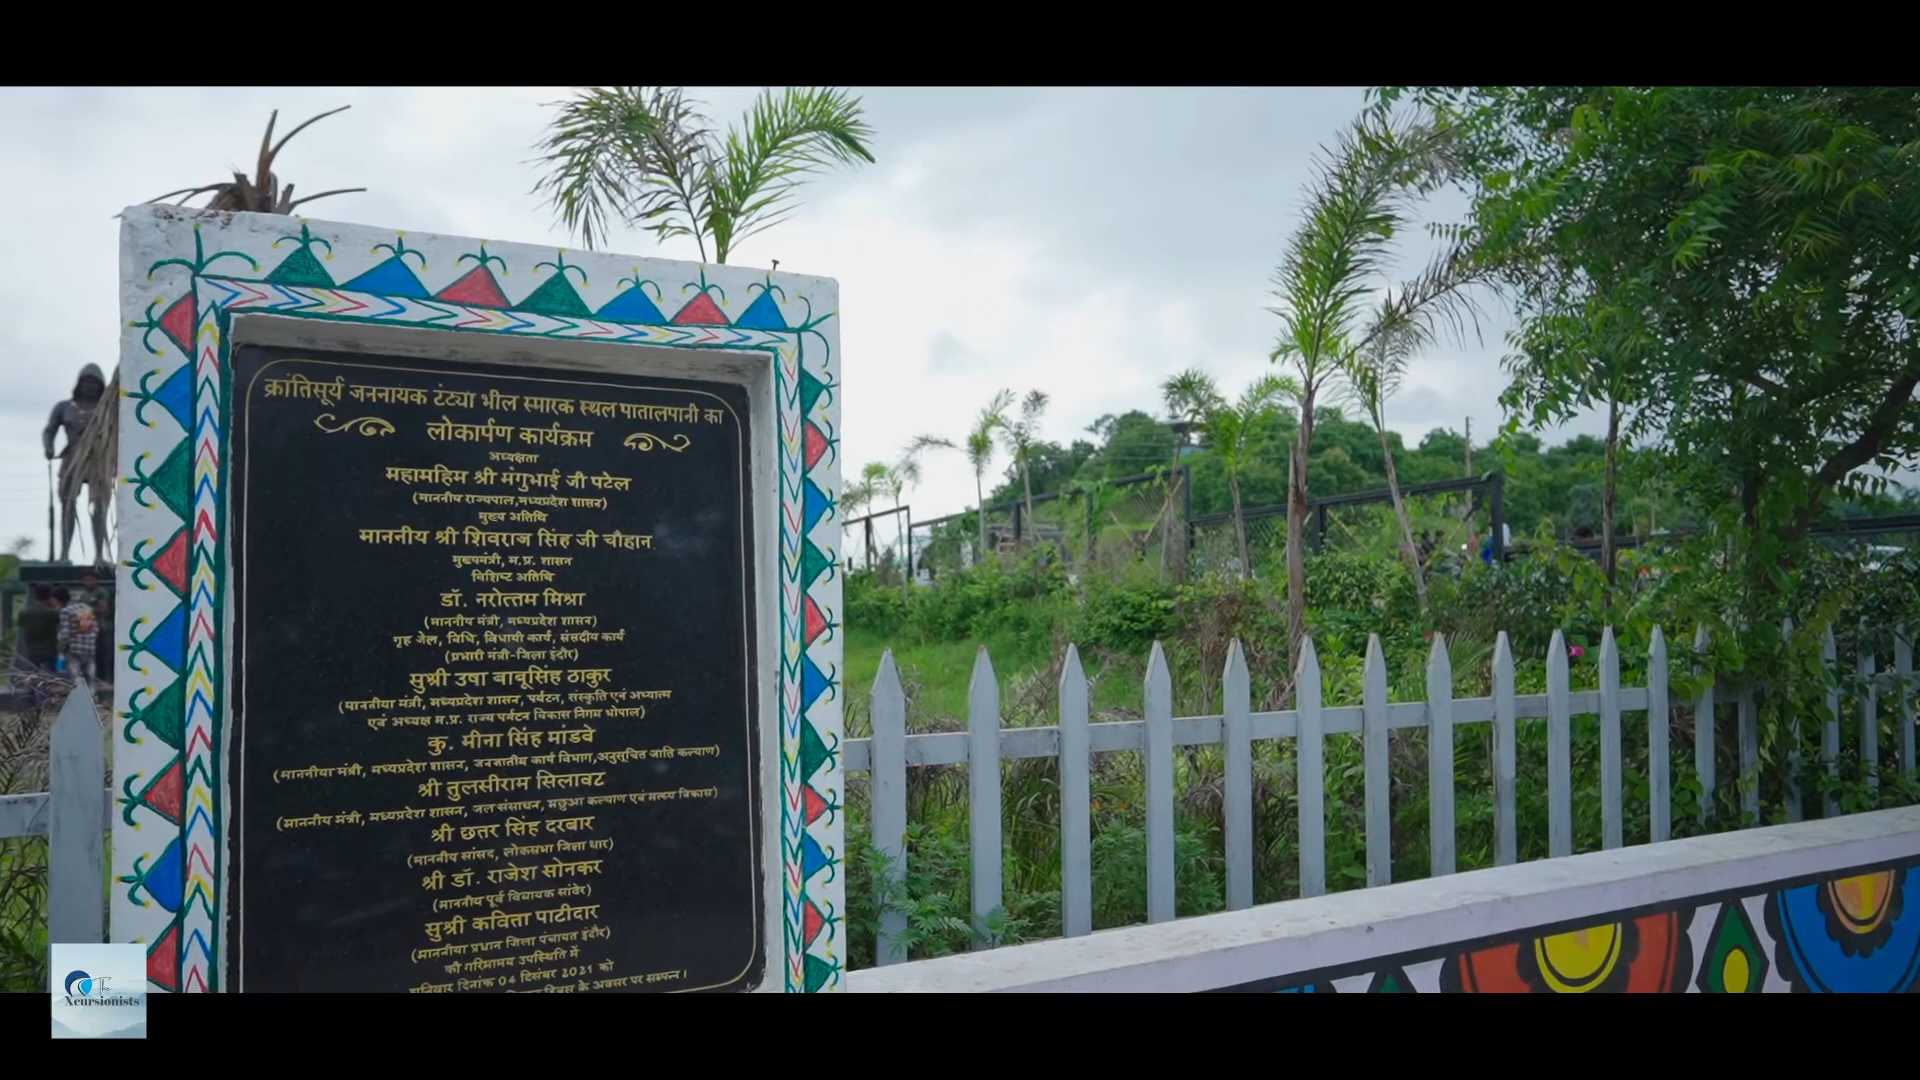 क्रांतिसूर्य जननायक टंट्या भील स्मारक स्थल पातालपानी का
लोकार्पण कार्यक्रम
अध्यक्षता
महामहिम श्री मंगुभाई जी पटेल
(माननीय राज्यपाल,मध्यप्रदेश शासन)
मुख्य अतिथि
माननीय श्री शिवराज सिंह जी चौहान
मुख्यमंत्री, म.प्र. शासन
विशिष्ट अतिथि
डॉ. नरोत्तम मिश्रा
(माननीय मंत्री, मध्यप्रदेश शासन)
गृह जेल, विधि, विधायी कार्य, संसदीय कार्य
(प्रभारी मंत्री-जिला इंदौर)
सुश्री उषा बाबूसिंह ठाकुर
(माननीया मंत्री, मध्यप्रदेश शासन, पर्यटन, संस्कृति एवं अध्यात्म
एवं अध्यक्ष म.प्र. राज्य पर्यटन विकास निगम भोपाल)
कु. मीना सिंह मांडवे
(माननीया मंत्री, मध्यप्रदेश शासन, जनजातीय कार्य विभाग,अनुसूचित जाति कल्याण)
श्री तुलसीराम सिलावट
(माननीय मंत्री, मध्यप्रदेश शासन, जल संसाधन, मछुआ कल्याण एवं मत्स्य विकास)
श्री छतर सिंह दरबार
(माननीय सांसद, लोकसभा जिला धार)
श्री डॉ. राजेश सोनकर
(माननीय पूर्व विधायक सांवेर)
सुश्री कविता पाटीदार
(माननीया प्रधान जिला पंचायत इंदौर)
की गरिमामय उपस्थिति में
शनिवार दिनांक 04 दिसंबर 2021 को
दिवस के अवसर पर सम्पन्न।
The
Xcursionists